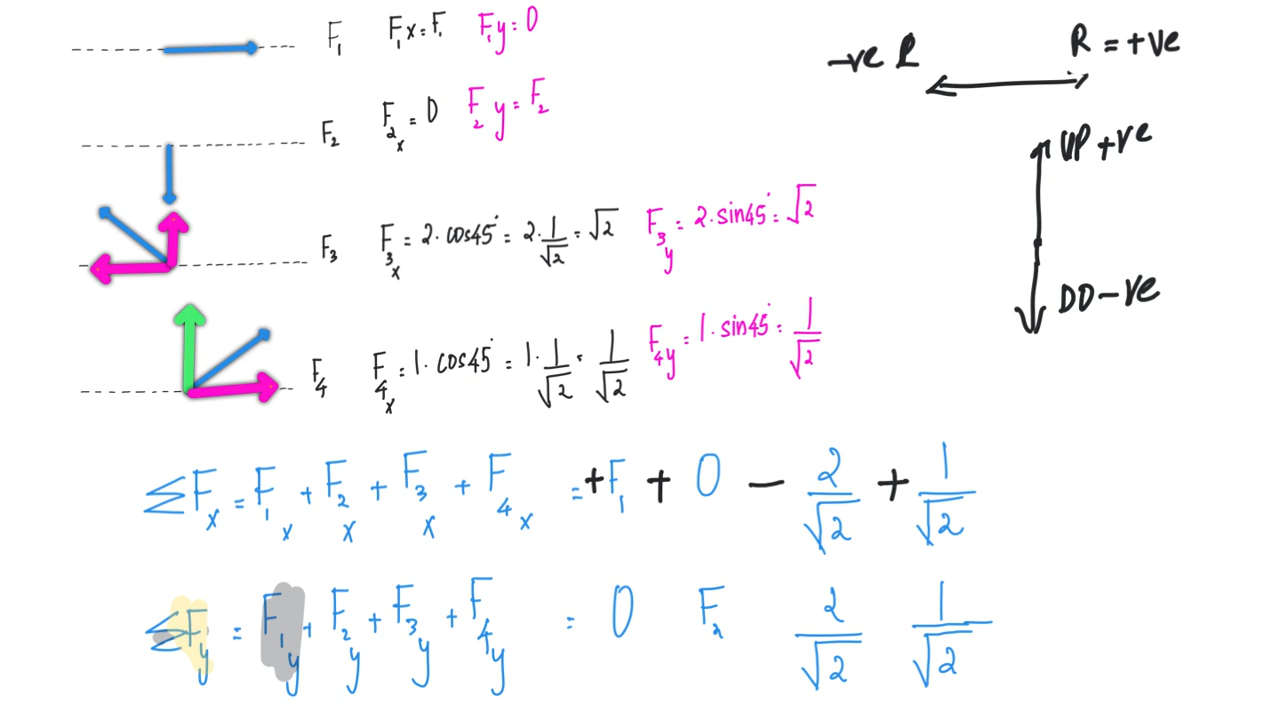 F₁ F₁x = F₁ F₁y = 0
-ve R R = +ve
F₂ F₂x = 0 F₂y = F₂
UP +ve
F₃ F₃x = 2·cos45° = 2·1/√2 = √2 F₃y = 2·sin45° = √2
DO -ve
F₄ F₄x = 1·cos45° = 1·1/√2 = 1/√2 F₄y = 1·sin45° = 1/√2
ΣFx = F₁x + F₂x + F₃x + F₄x = +F₁ + 0 - 2/√2 + 1/√2
ΣFy = F₁y + F₂y + F₃y + F₄y = 0 F₂ 2/√2 1/√2